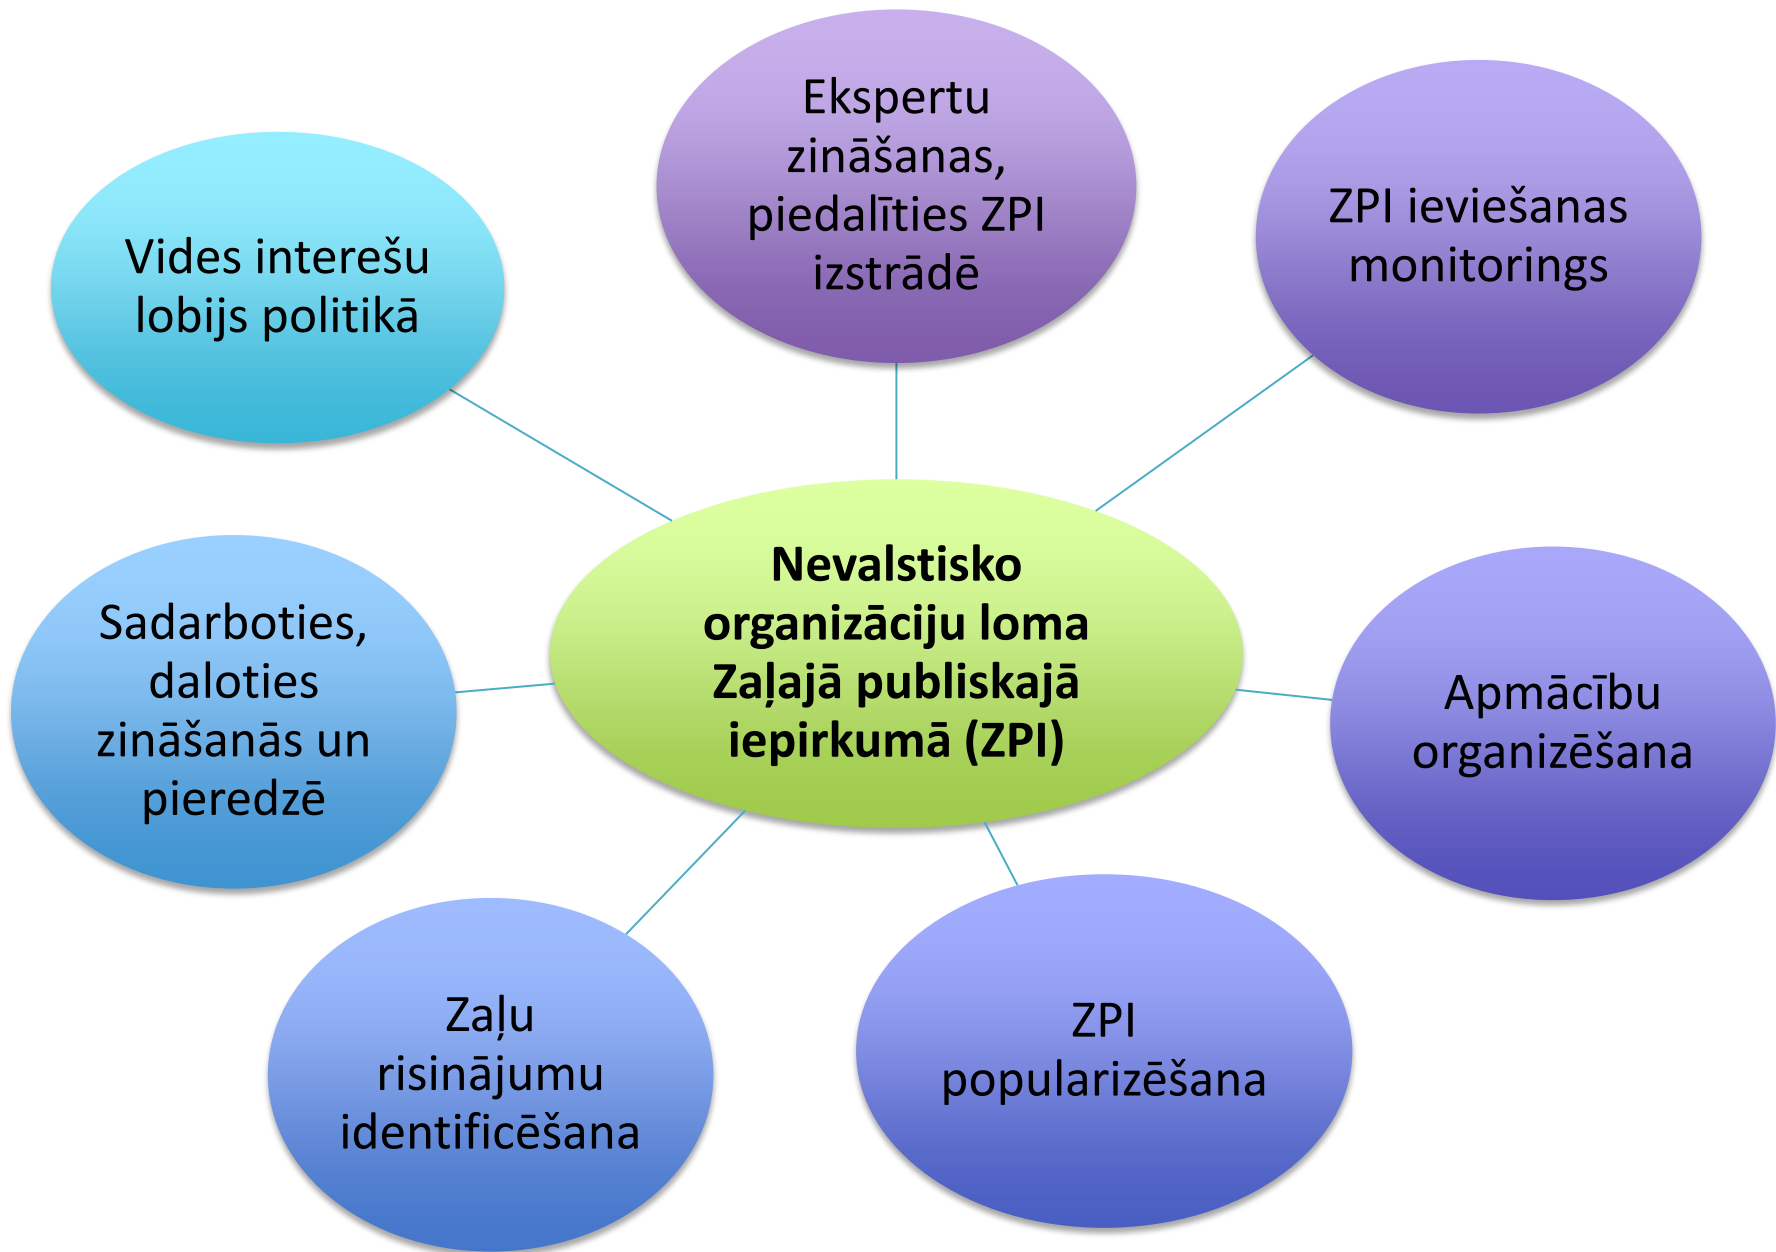 Ekspertu
zināšanas,
piedalīties ZPI
izstrādē
ZPI ieviešanas
monitorings
Apmācību
organizēšana
ZPI
popularizēšana
Zaļu
risinājumu
identificēšana
Sadarboties,
daloties
zināšanās un
pieredzē
Vides interešu
lobijs politikā
Nevalstisko
organizāciju loma
Zaļajā publiskajā
iepirkumā (ZPI)